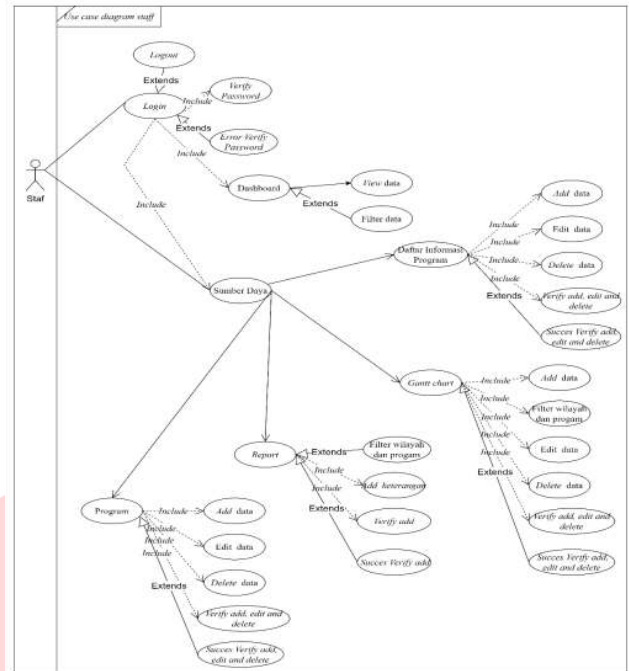 Use case diagram staff
Logout
Extends
Login
Include
Verify
Password
Extends
Error Verify
Password
Include
Staf
Dashboard
View data
Extends
Filter data
Include
Sumber Daya
Daftar Informasi
Program
Include
Add data
Include
Edit data
Include
Delete data
Include
Verify add, edit and
delete
Extends
Succes Verify add,
edit and delete
Gantt chart
Include
Add data
Include
Filter wilayah
dan progam
Include
Edit data
Include
Delete data
Include
Extends
Verify add, edit and
delete
Succes Verify add,
edit and delete
Report
Extends
Filter wilayah
dan progam
Include
Add keterangan
Include
Verify add
Extends
Succes Verify add
Program
Include
Add data
Include
Edit data
Include
Include
Delete data
Extends
Verify add, edit and
delete
Succes Verify add,
edit and delete